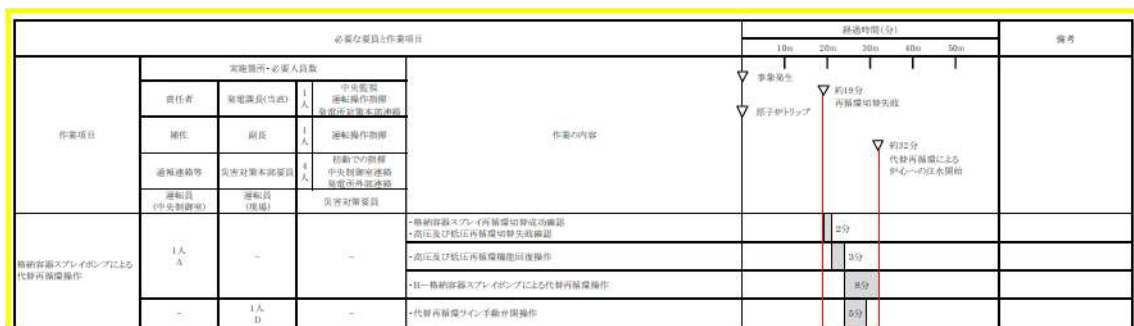 必要な要員と作業項目
経過時間(分)
備考
10m 20m 30m 40m 50m
実施箇所・必要人員数
事象発生
作業項目
責任者
発電課長(当直)
1人
中央監視
運転操作指揮
発電所対策本部連絡
作業の内容
約19分
再循環切替失敗
原子炉トリップ
補佐
副長
1人
運転操作指揮
約32分
代替再循環による
炉心への注水開始
通報連絡等
災害対策本部要員
4人
初動での指揮
中央制御室連絡
発電所外部連絡
運転員
(中央制御室)
運転員
(現場)
災害対策要員
格納容器スプレイポンプによる
代替再循環操作
1人
A
-
-
・格納容器スプレイ再循環切替成功確認
・高圧及び低圧再循環切替失敗確認
2分
・高圧及び低圧再循環機能回復操作
3分
・B-格納容器スプレイポンプによる代替再循環操作
8分
-
1人
D
-
・代替再循環ライン手動弁開操作
5分